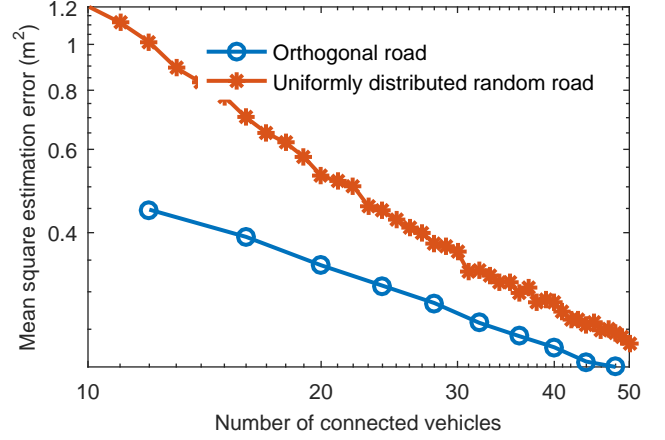 1.2
1
0.8
0.6
0.4
Mean square estimation error (m²)
Orthogonal road
Uniformly distributed random road
10
20
30
40
50
Number of connected vehicles